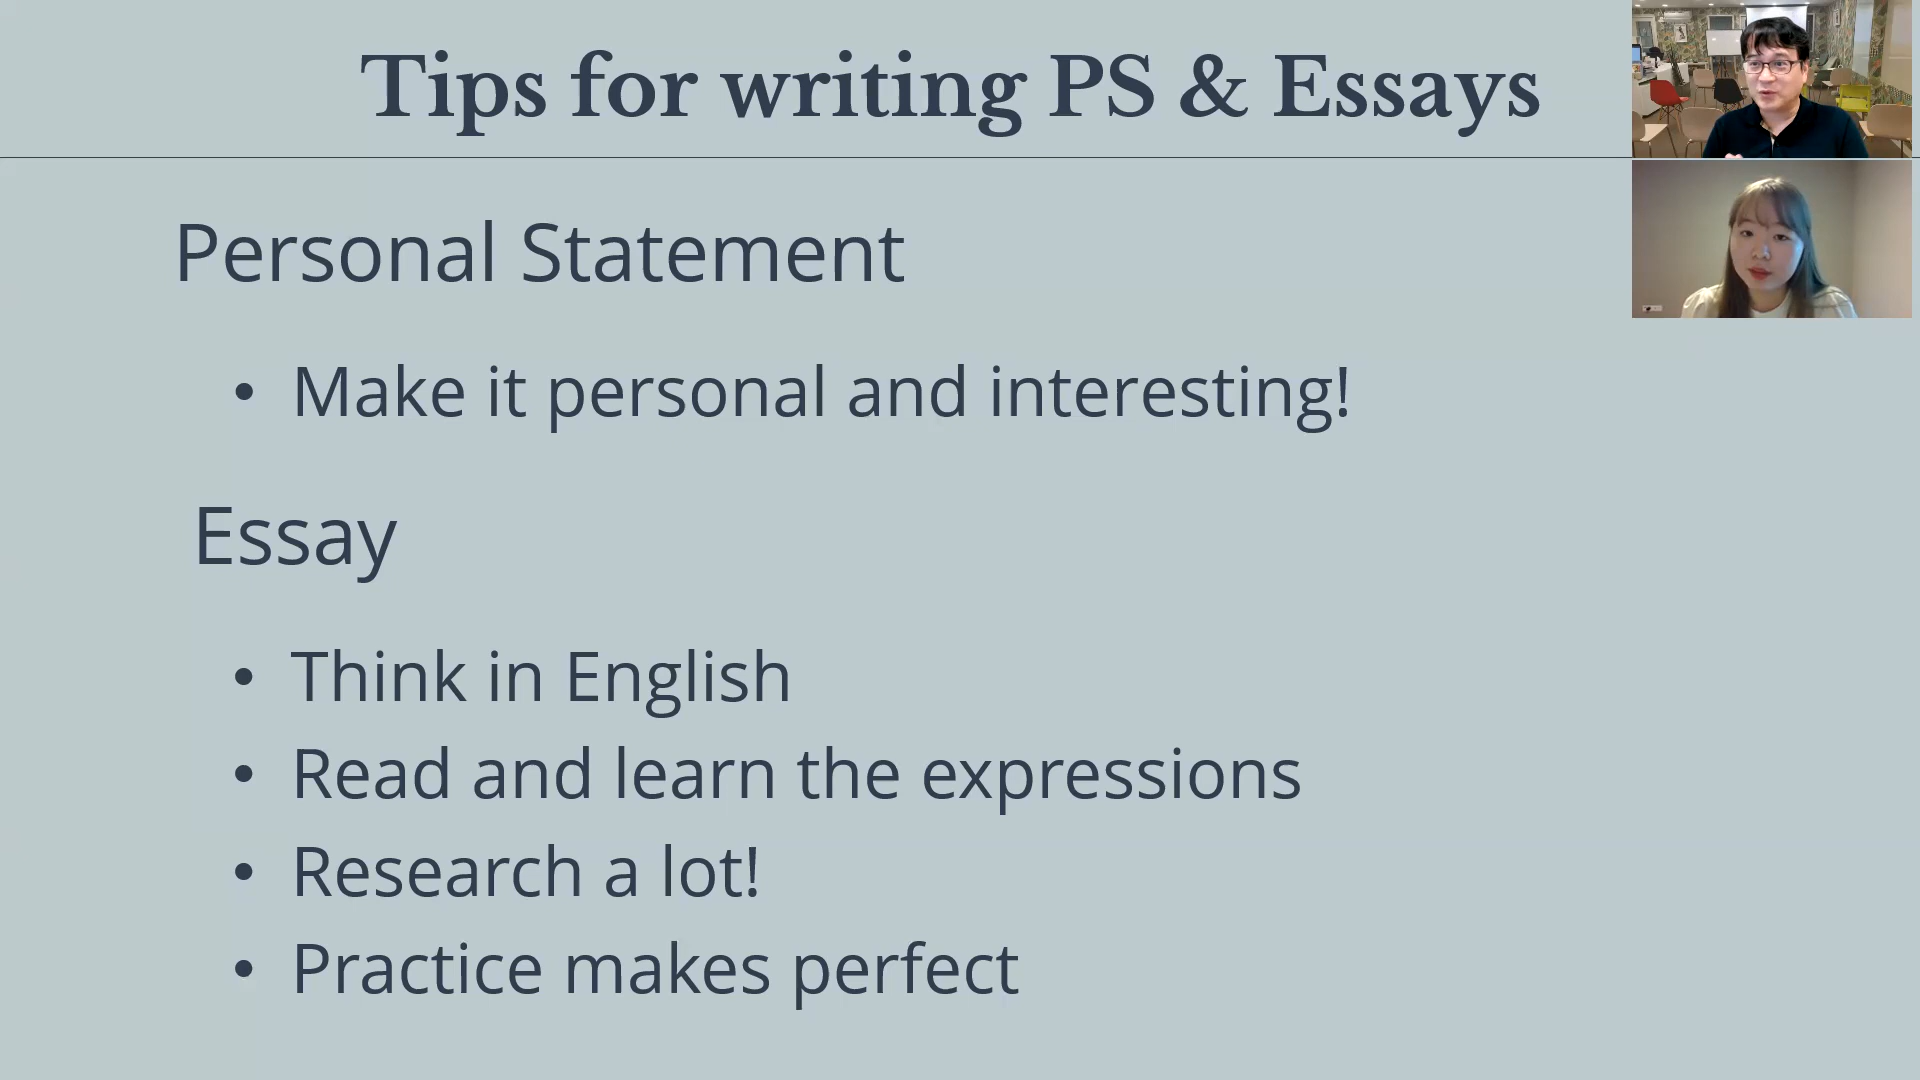 Tips for writing PS & Essays
Personal Statement
• Make it personal and interesting!
Essay
• Think in English
• Read and learn the expressions
• Research a lot!
• Practice makes perfect